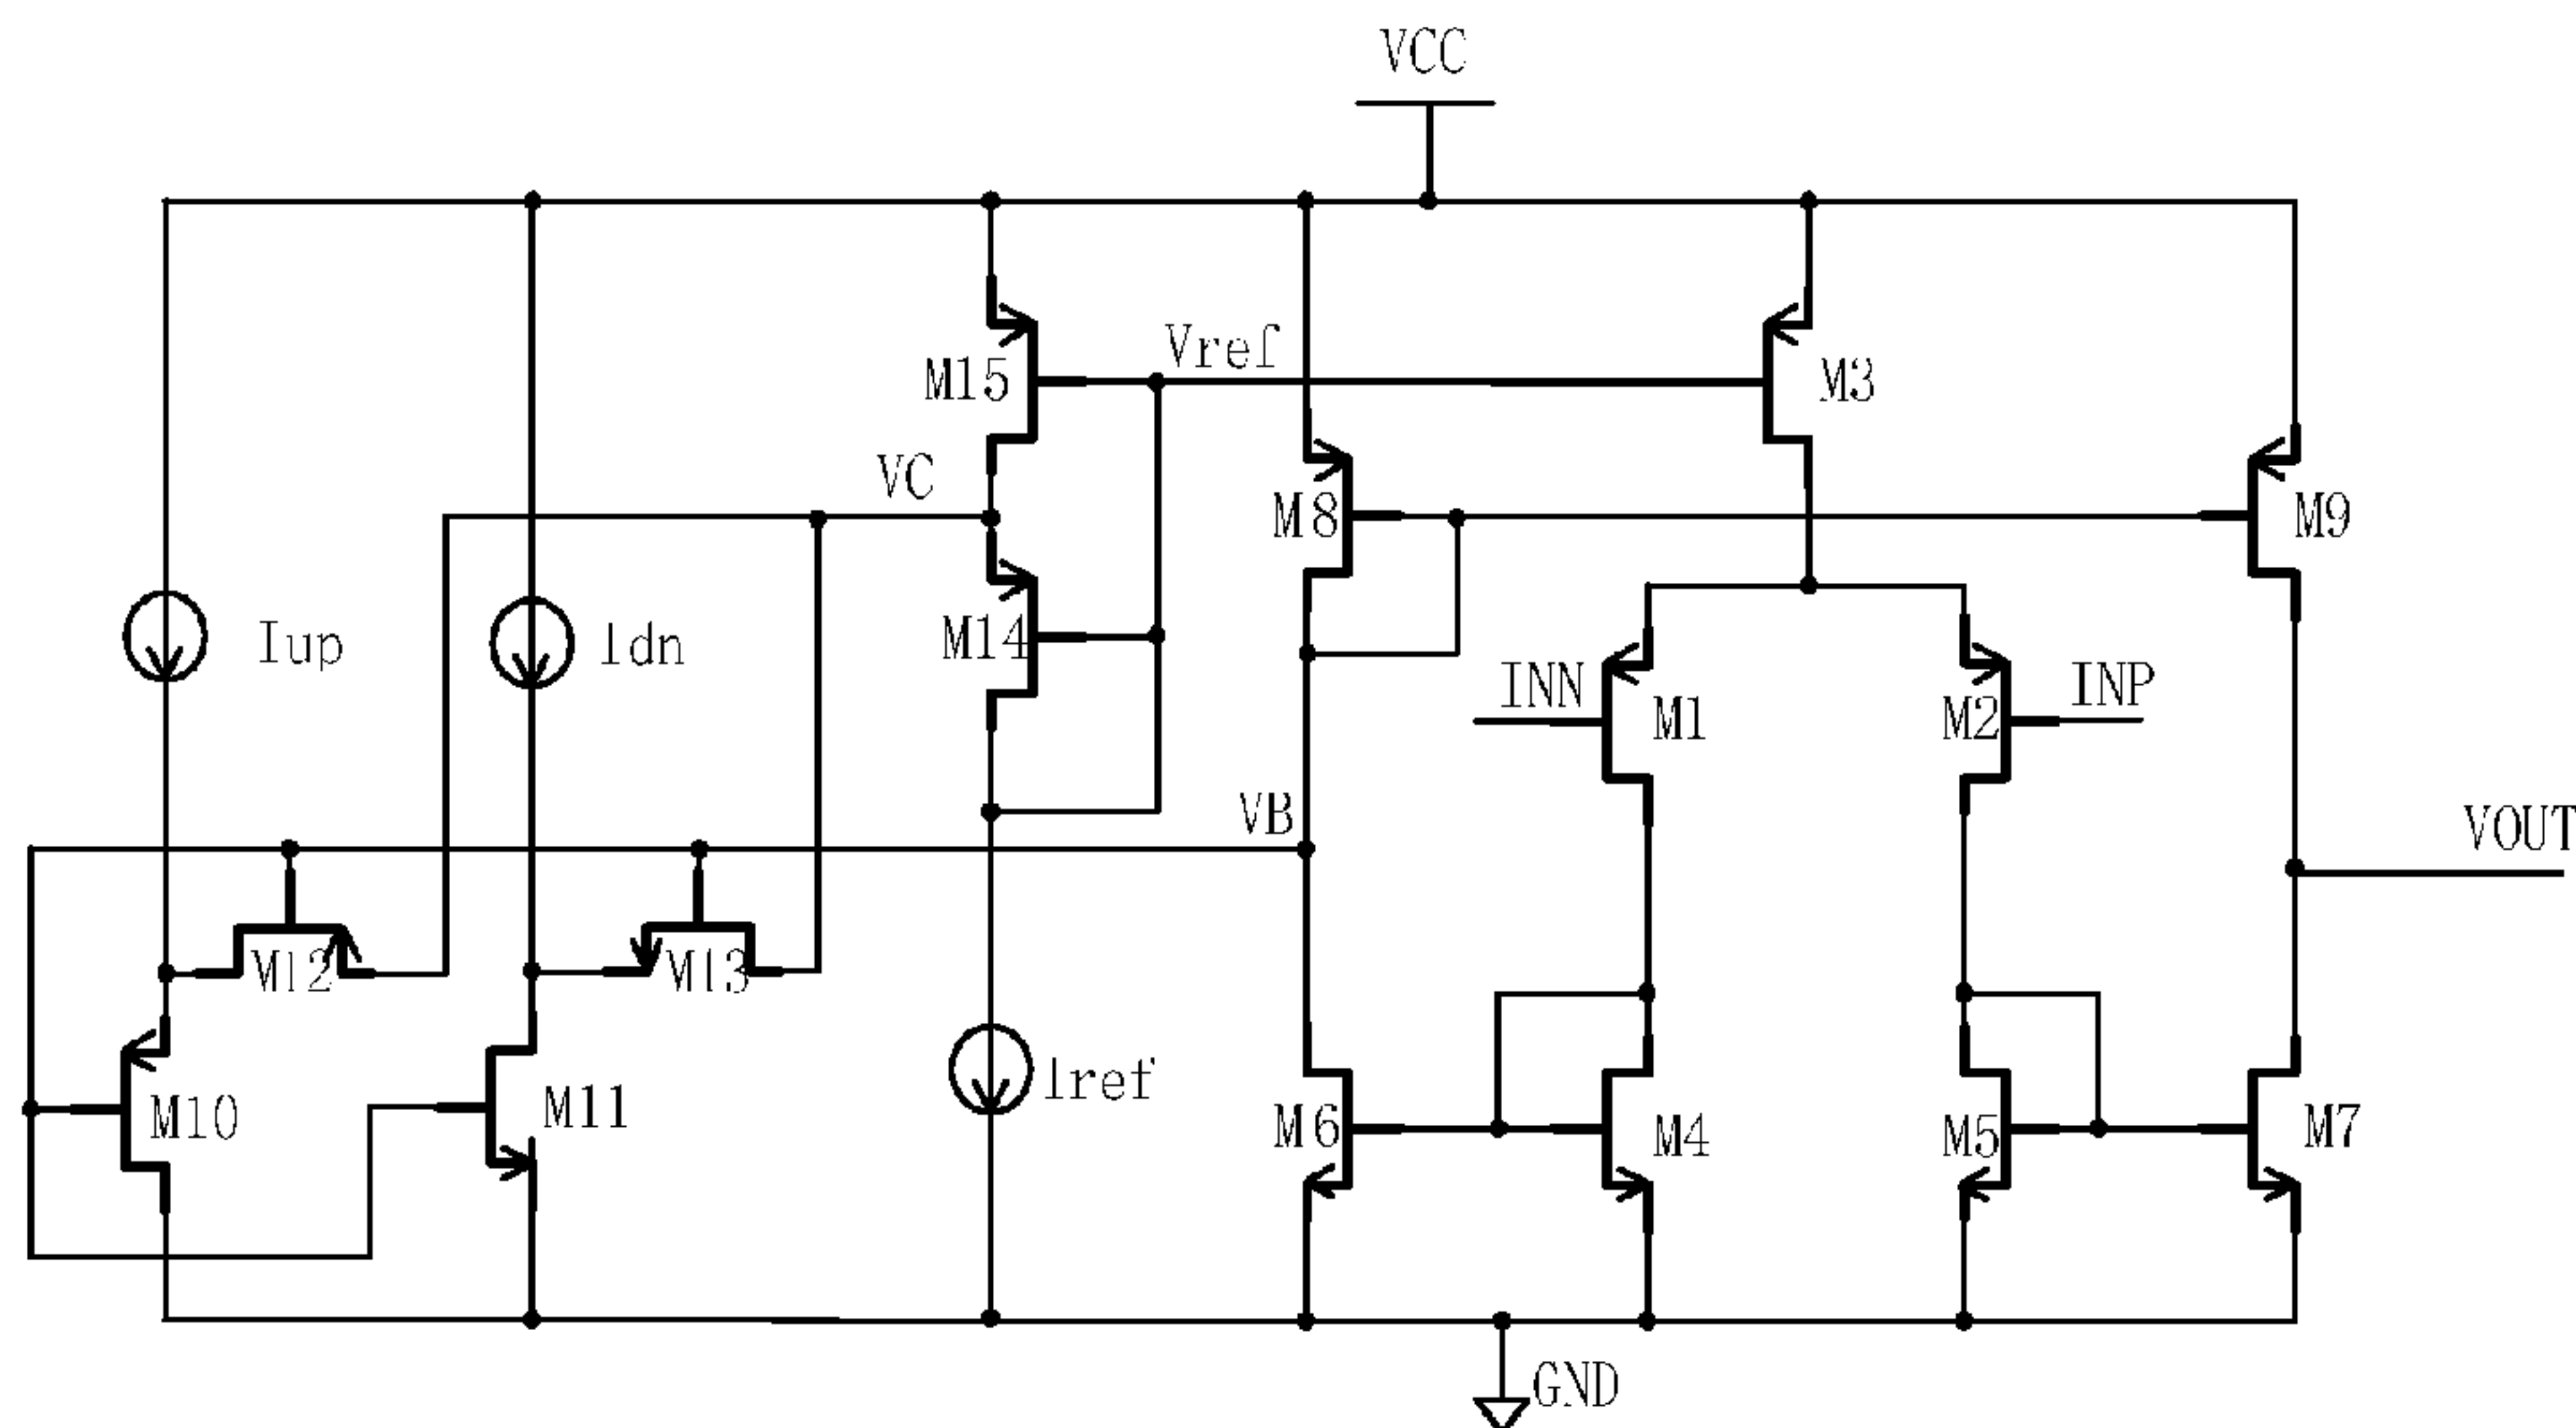 VCC
Vref
M15
M3
VC
M8
M9
Iup
Idn
M14
INN
INP
M1
M2
VB
VOUT
M12
M13
Iref
M10
M11
M6
M4
M5
M7
GND